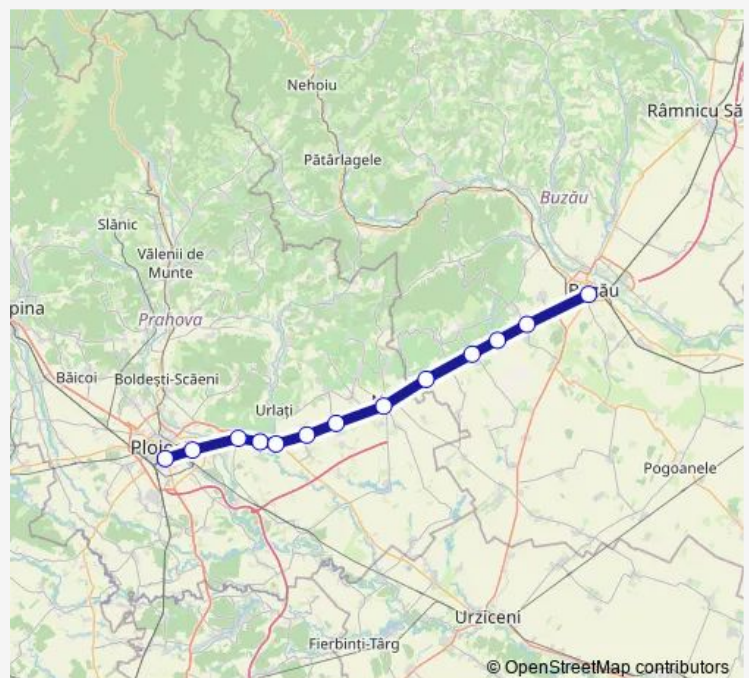 Nehoiu
Râmnicu Să
Pătârlagele
Buzău
Slănic
Vălenii de
Munte
pina
Prahova
Băicoi
Boldești-Scăeni
Urlați
Pogoanele
Urziceni
Fierbinți-Târg
© OpenStreetMap contributors